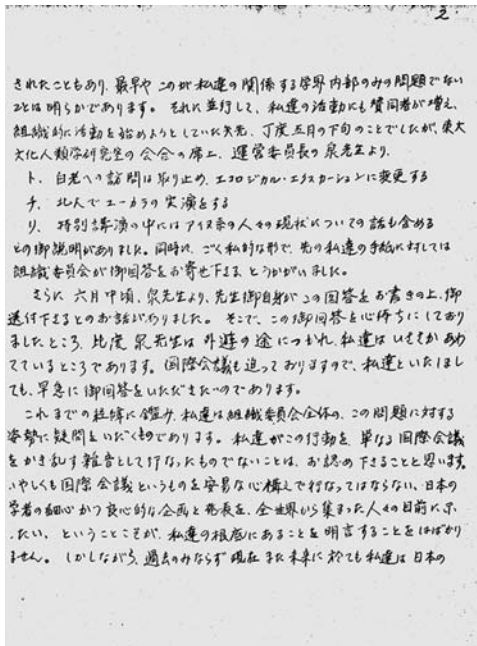 2.
されたこともあり、最早やこのが私達の関係する学界内部のみの問題でない
ことは明らかであります。それに並行して、私達の活動にも賛同者が増え、
組織的に活動を始めようとしていた矢先、丁度五月の下旬のことでしたが、東大
文化人類学研究室の会合の席上、運営委員長の泉先生より、
ト、白老への訪問は取り止め、エコロジカル・エクスカーションに変更する
チ、北大でユーカラの実演をする
リ、特別講演の中にはアイヌ系の人々の現状についての話も含める
との御説明がありました。同時に、ごく私的な形で、先の私達の手紙に対しては
組織委員会が御回答をお寄せ下さる、とうかがいました。
さらに六月中頃、泉先生より、先生御自身がこの回答をお書きの上、御
送付下さるとのお話がありました。そこで、この御回答を心待ちにしており
ましたところ、此度泉先生は外遊の途につかれ、私達はいささかあわ
てているところであります。国際会議も迫っておりますので、私達といたしまし
ても、早急に御回答をいただきたいのであります。
これまでの経緯に鑑み、私達は組織委員会全体の、この問題に対する
姿勢に疑問をいだくものであります。私達がこの行動を、単なる国際会議
をかき乱す雑音として行なったものでないことは、お認め下さることと思います。
いやしくも国際会議というものを安易な心構えで行なってはならない、日本の
学者の細心かつ良心的な企画と発表を、全世界から集まった人々の目前に示
したい、ということこそが、私達の根底にあることを明言することをはばかり
ません。しかしながら、過去のみならず現在また未来に於ても私達は日本の